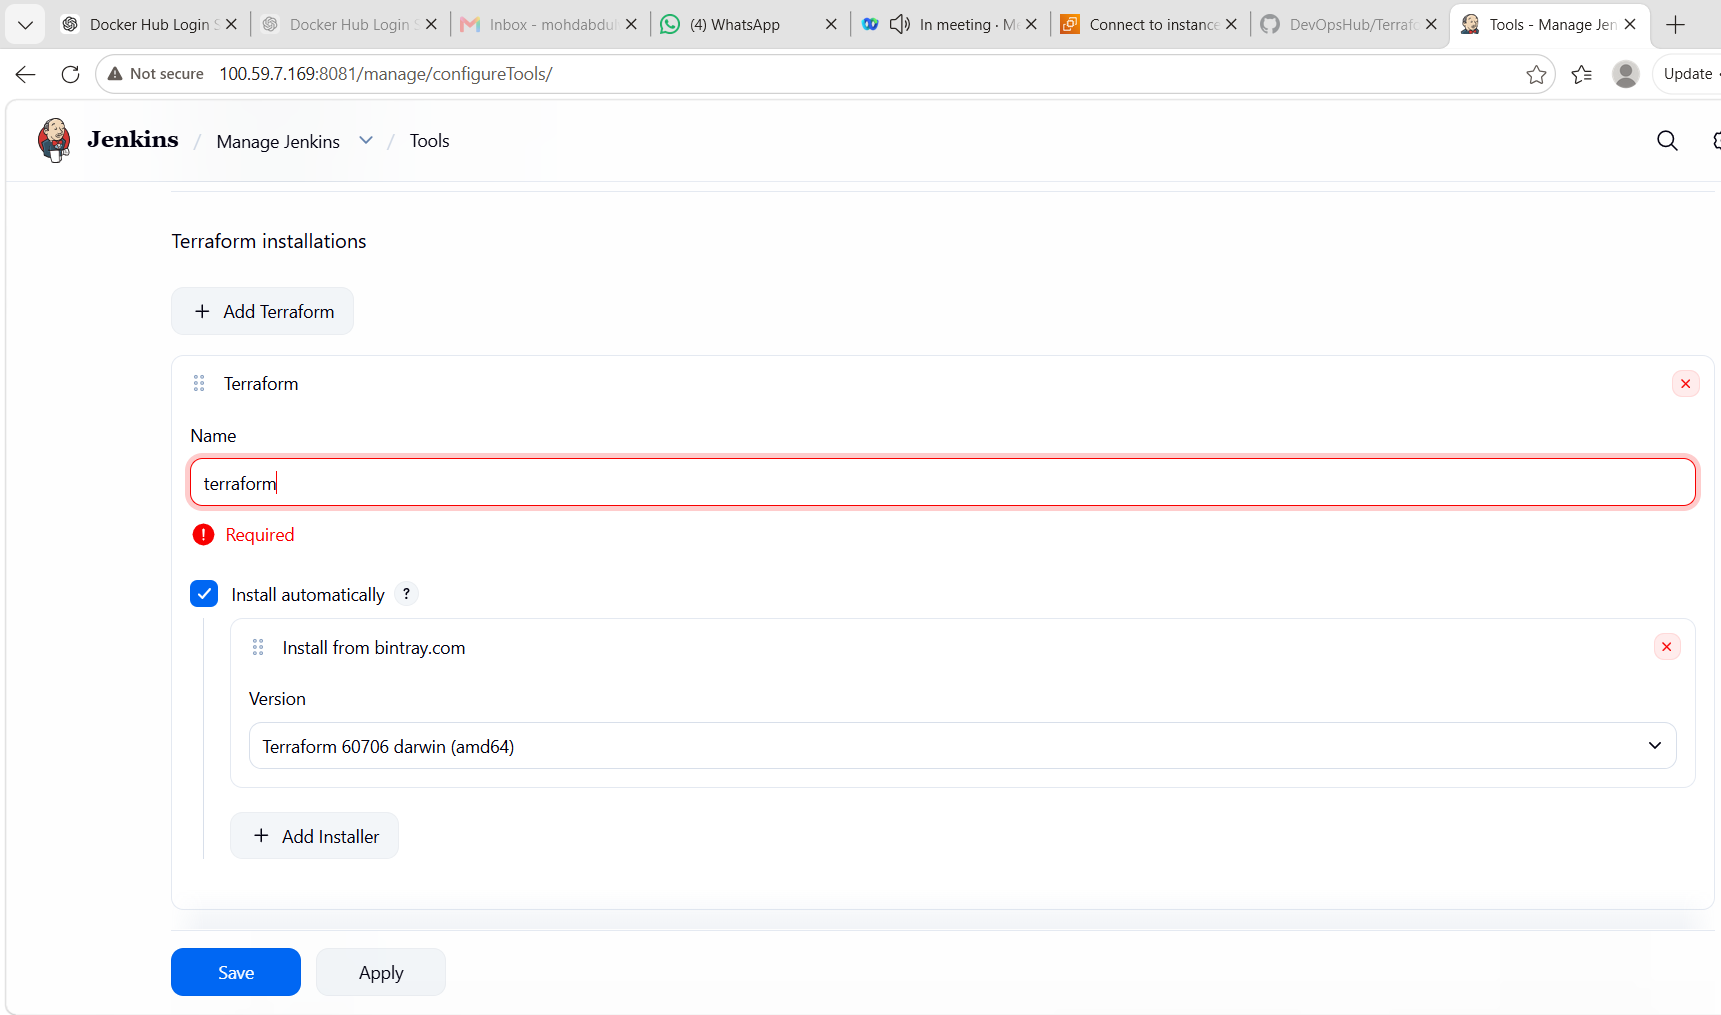 Docker Hub Login S
Docker Hub Login S
Inbox - mohdabdul
(4) WhatsApp
In meeting · Me
Connect to instance
DevOpsHub/Terrafo
Tools - Manage Jen
Not secure 100.59.7.169:8081/manage/configureTools/
Update
Jenkins / Manage Jenkins / Tools
Terraform installations
+ Add Terraform
Terraform
Name
terraform
Required
Install automatically ?
Install from bintray.com
Version
Terraform 60706 darwin (amd64)
+ Add Installer
Save Apply